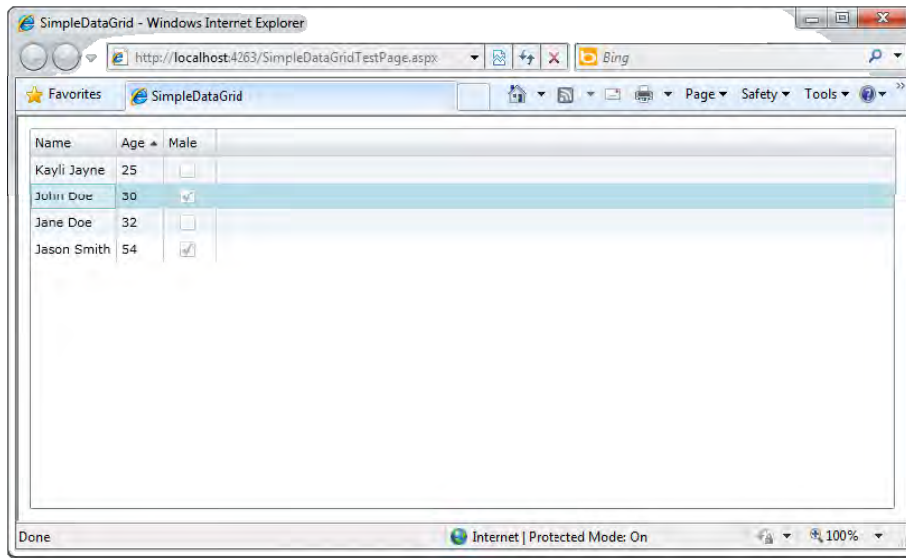 SimpleDataGrid - Windows Internet Explorer
http://localhost:4263/SimpleDataGridTestPage.aspx
Bing
Favorites
SimpleDataGrid
Page
Safety
Tools
Name Age Male
Kayli Jayne 25
John Doe 30
Jane Doe 32
Jason Smith 54
Done
Internet | Protected Mode: On
100%